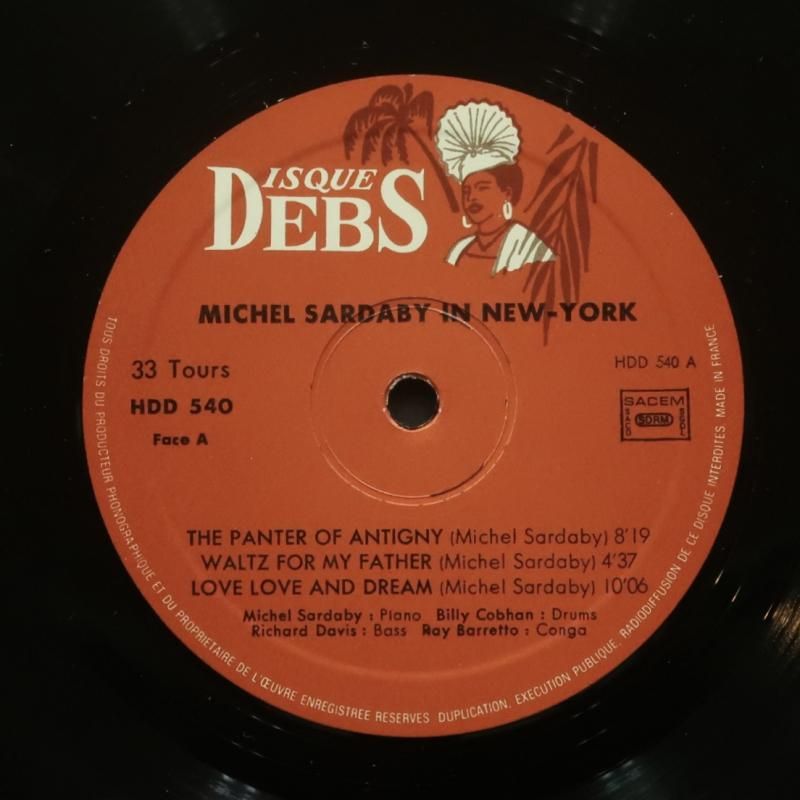 DISQUE DEBS
MICHEL SARDABY IN NEW-YORK
33 Tours
HDD 540
Face A
HDD 540 A
SACEM
SACD SDRM SGDL
THE PANTER OF ANTIGNY (Michel Sardaby) 8'19
WALTZ FOR MY FATHER (Michel Sardaby) 4'37
LOVE LOVE AND DREAM (Michel Sardaby) 10'06
Michel Sardaby : Piano Billy Cobhan : Drums
Richard Davis : Bass Ray Barretto : Conga
TOUS DROITS DU PRODUCTEUR PHONOGRAPHIQUE ET DU PROPRIETAIRE DE L'ŒUVRE ENREGISTREE RESERVES DUPLICATION, EXECUTION PUBLIQUE, RADIODIFFUSION DE CE DISQUE INTERDITES MADE IN FRANCE